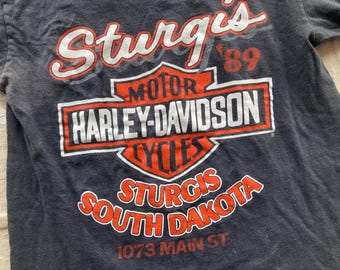 Sturgis
'89
MOTOR
HARLEY-DAVIDSON
CYCLES
STURGIS
SOUTH DAKOTA
1073 MAIN ST.